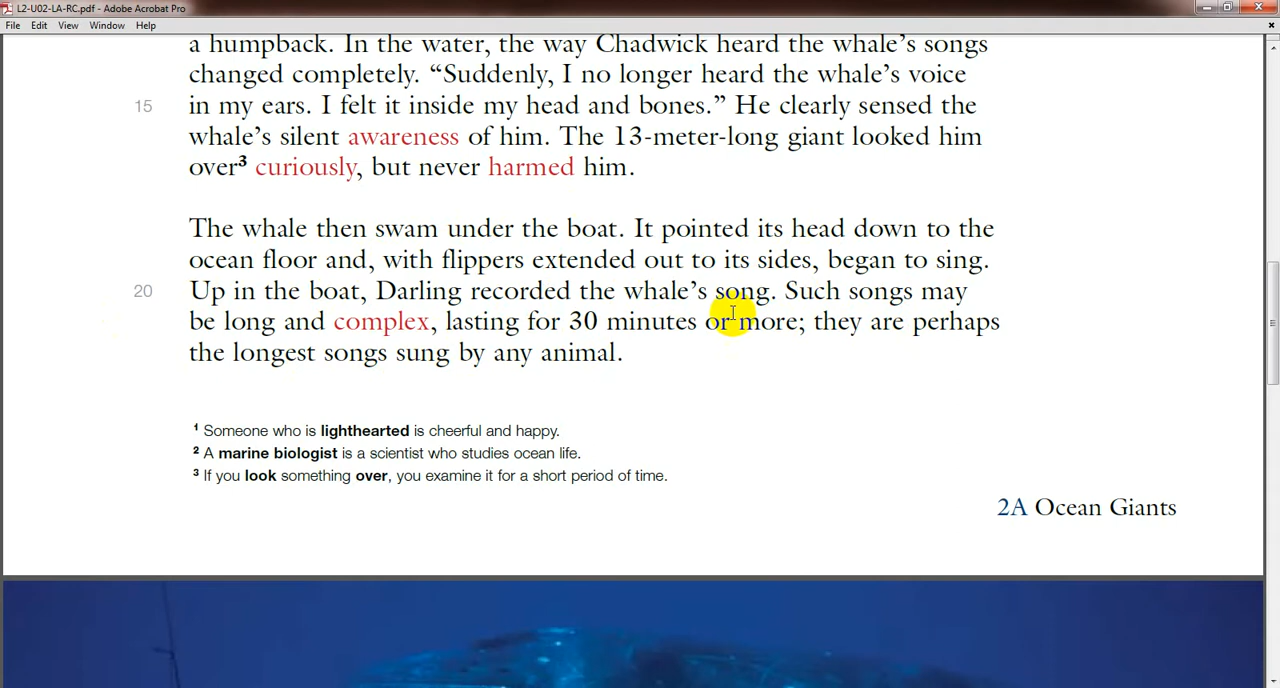 L2-U02-LA-RC.pdf - Adobe Acrobat Pro
File Edit View Window Help
a humpback. In the water, the way Chadwick heard the whale’s songs
changed completely. “Suddenly, I no longer heard the whale’s voice
15 in my ears. I felt it inside my head and bones.” He clearly sensed the
whale’s silent awareness of him. The 13-meter-long giant looked him
over³ curiously, but never harmed him.
The whale then swam under the boat. It pointed its head down to the
ocean floor and, with flippers extended out to its sides, began to sing.
20 Up in the boat, Darling recorded the whale’s song. Such songs may
be long and complex, lasting for 30 minutes or more; they are perhaps
the longest songs sung by any animal.
¹ Someone who is lighthearted is cheerful and happy.
² A marine biologist is a scientist who studies ocean life.
³ If you look something over, you examine it for a short period of time.
2A Ocean Giants